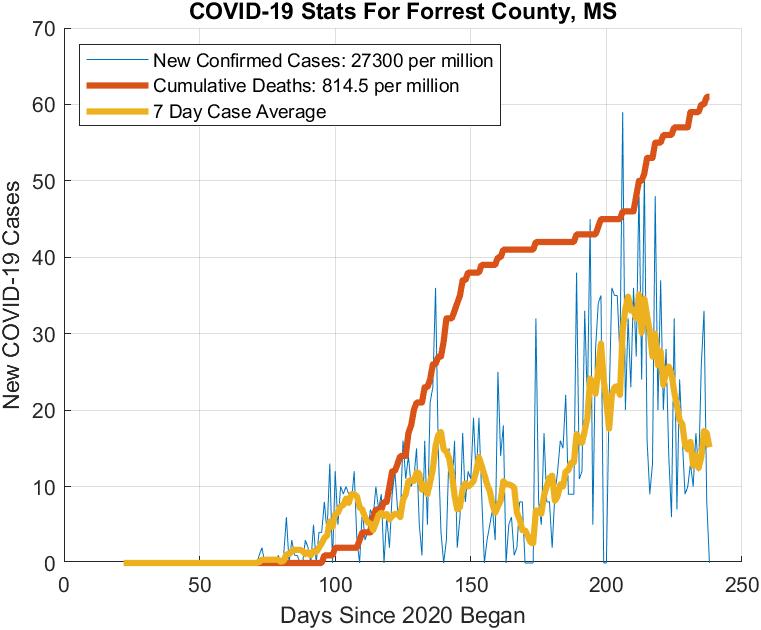 COVID-19 Stats For Forrest County, MS
70
New Confirmed Cases: 27300 per million
Cumulative Deaths: 814.5 per million
7 Day Case Average
60
50
40
30
20
10
0
New COVID-19 Cases
0 50 100 150 200 250
Days Since 2020 Began